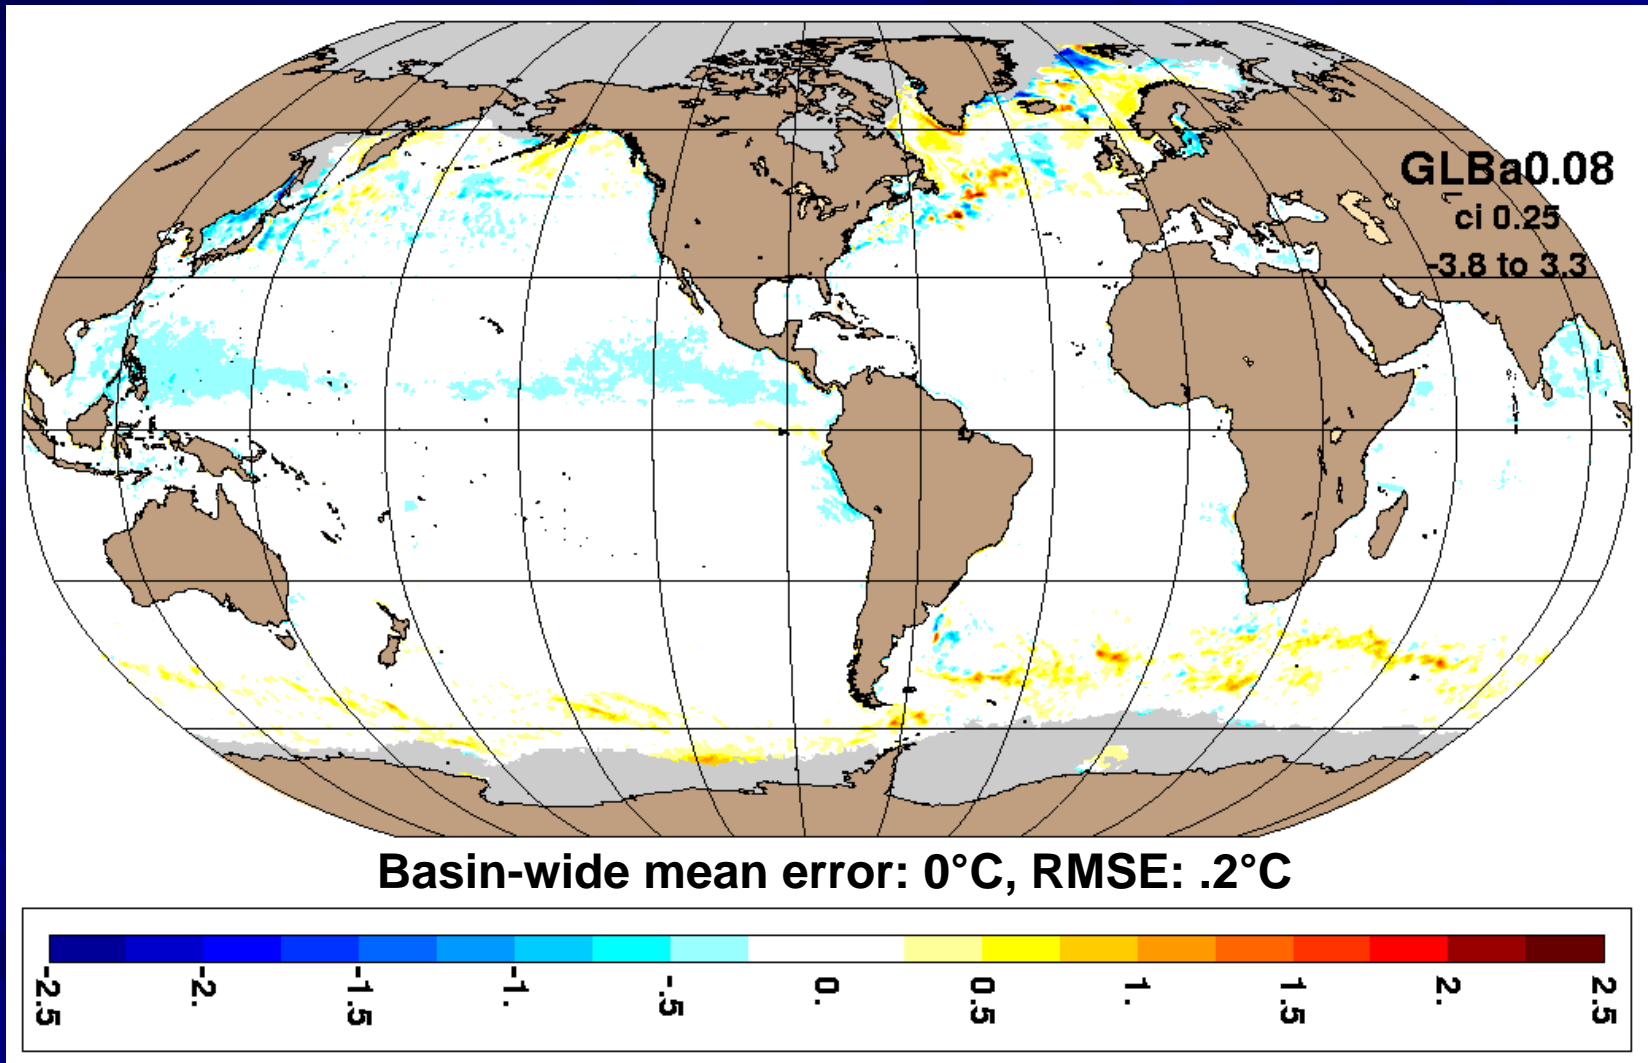 GLBa0.08
ci 0.25
-3.8 to 3.3
Basin-wide mean error: 0°C, RMSE: .2°C
-2.5 -2. -1.5 -1. -.5 0. 0.5 1. 1.5 2. 2.5